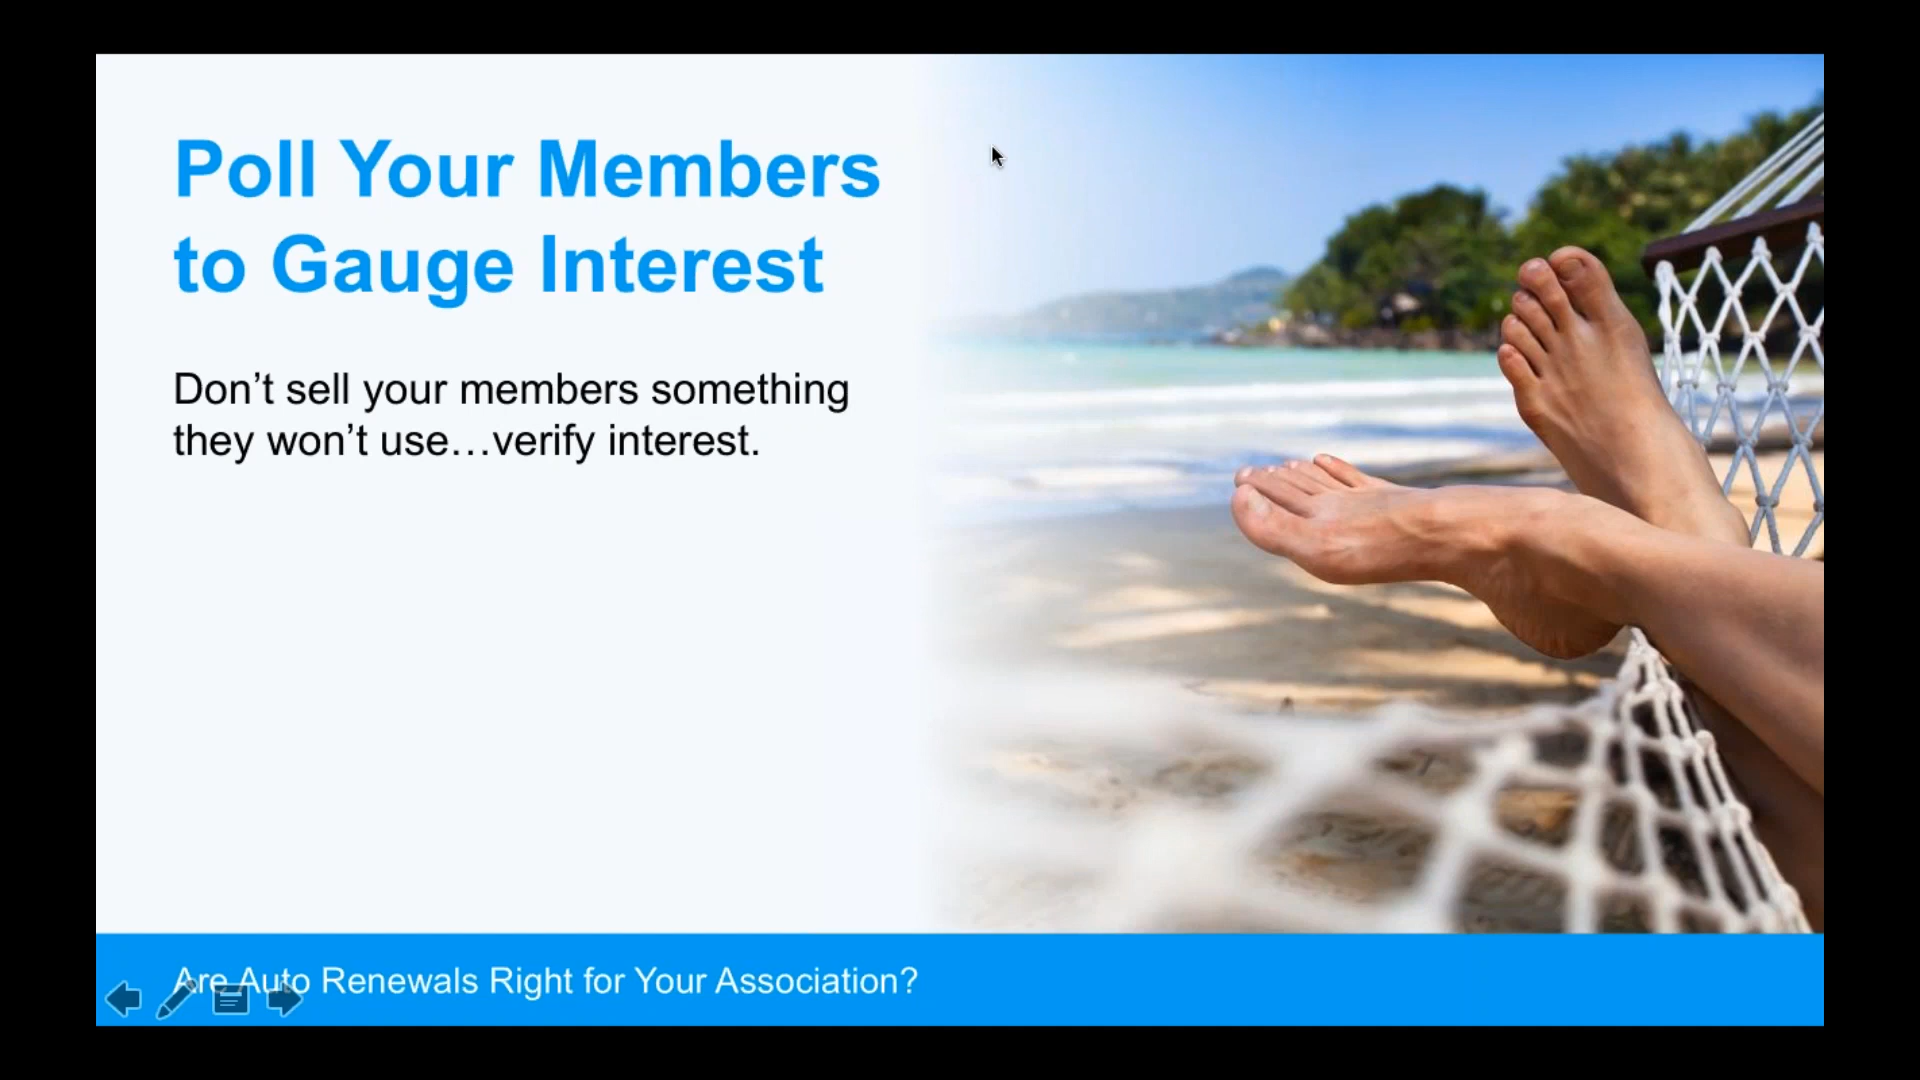 Poll Your Members
to Gauge Interest
Don’t sell your members something
they won’t use…verify interest.
Are Auto Renewals Right for Your Association?